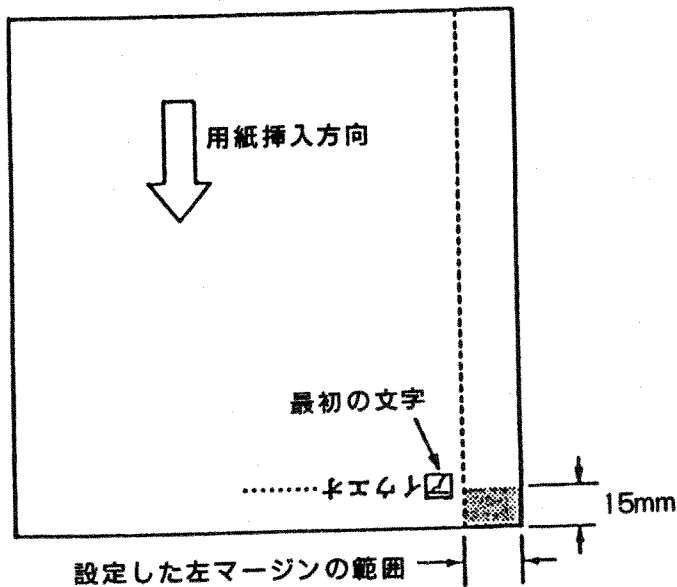 用紙挿入方向
最初の文字
アイウエオ………
15mm
設定した左マージンの範囲